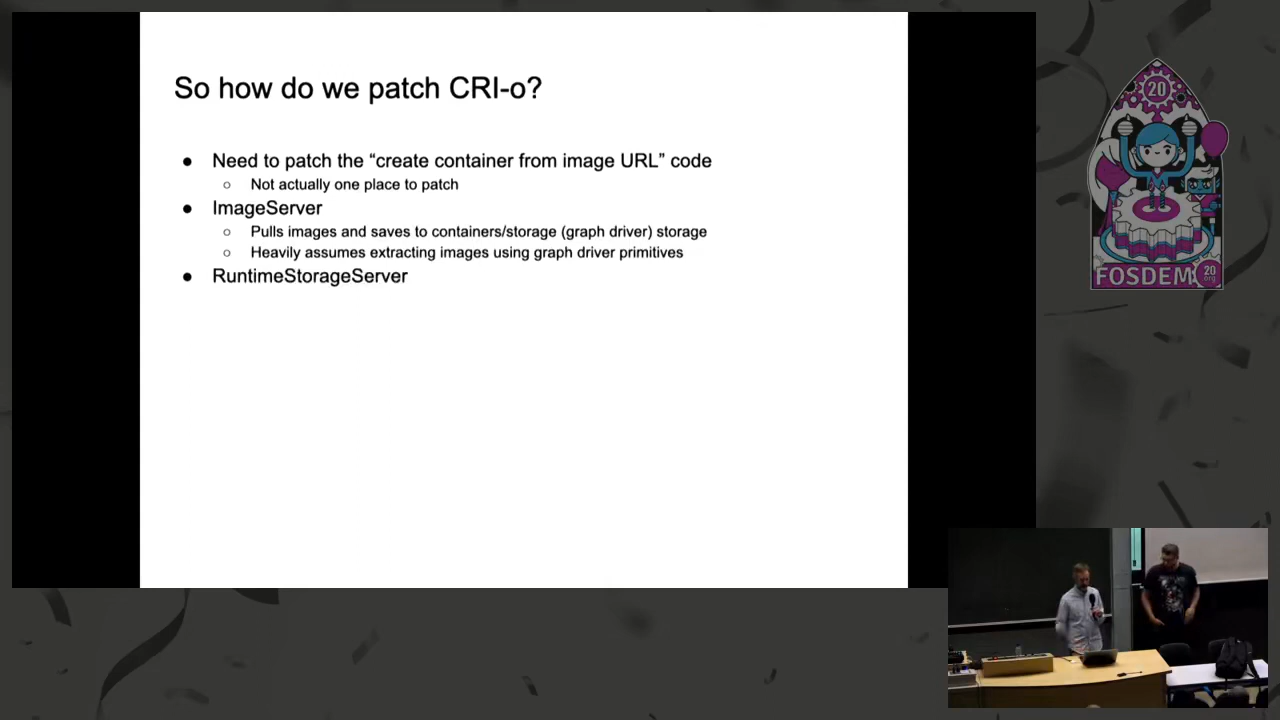 So how do we patch CRI-o?
● Need to patch the “create container from image URL” code
○ Not actually one place to patch
● ImageServer
○ Pulls images and saves to containers/storage (graph driver) storage
○ Heavily assumes extracting images using graph driver primitives
● RuntimeStorageServer
20
FOSDEM
20
.org